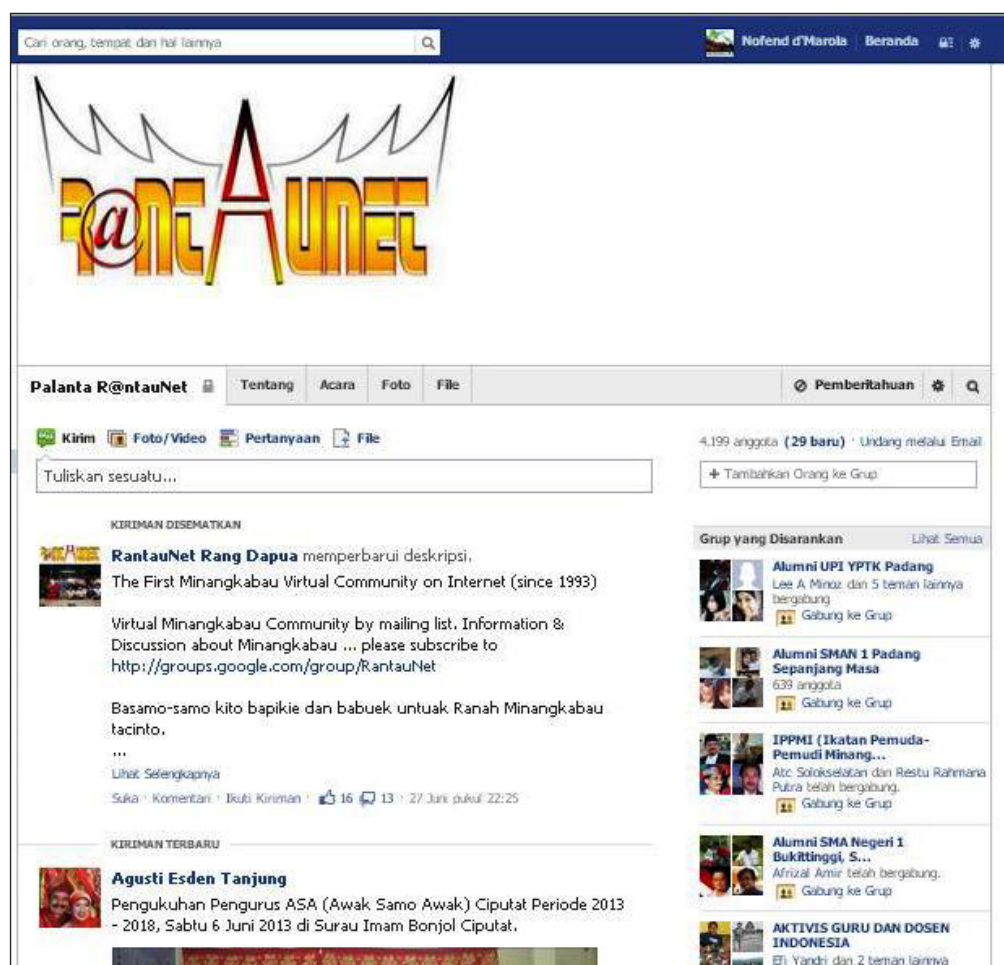 Cari orang, tempat dan hal lainnya
Nofend d'Marola Beranda
R@NTAUNET
Palanta R@ntauNet Tentang Acara Foto File Pemberitahuan
Kirim Foto/Video Pertanyaan File
Tuliskan sesuatu...
KIRIMAN DISEMATKAN
RantauNet Rang Dapua memperbarui deskripsi.
The First Minangkabau Virtual Community on Internet (since 1993)
Virtual Minangkabau Community by mailing list. Information &
Discussion about Minangkabau ... please subscribe to
http://groups.google.com/group/RantauNet
Basamo-samo kito bapikie dan babuek untuak Ranah Minangkabau
tacinto.
...
Lihat Selengkapnya
Suka · Komentari · Ikuti Kiriman · 16 13 · 27 Juni pukul 22:25
KIRIMAN TERBARU
Agusti Esden Tanjung
Pengukuhan Pengurus ASA (Awak Samo Awak) Ciputat Periode 2013
- 2018, Sabtu 6 Juni 2013 di Surau Imam Bonjol Ciputat.
4.199 anggota (29 baru) · Undang melalui Email
+ Tambahkan Orang ke Grup
Grup yang Disarankan Lihat Semua
Alumni UPI YPTK Padang
Lee A Minoz dan 5 teman lainnya
bergabung
Gabung ke Grup
Alumni SMAN 1 Padang
Sepanjang Masa
639 anggota
Gabung ke Grup
IPPMI (Ikatan Pemuda-
Pemudi Minang...
Atc Solokselatan dan Restu Rahmana
Putra telah bergabung.
Gabung ke Grup
Alumni SMA Negeri 1
Bukittinggi, S...
Afrizal Amir telah bergabung.
Gabung ke Grup
AKTIVIS GURU DAN DOSEN
INDONESIA
Efi Yandri dan 2 teman lainnya